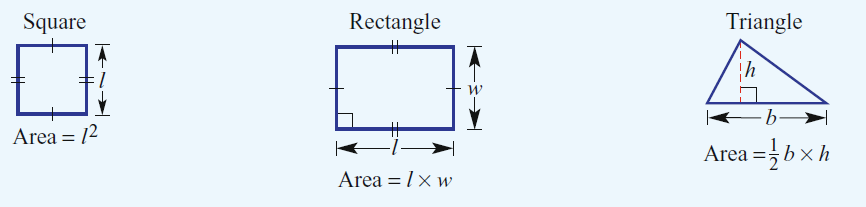 Square
l
Area = l²
Rectangle
w
l
Area = l × w
Triangle
h
b
Area = ½ b × h